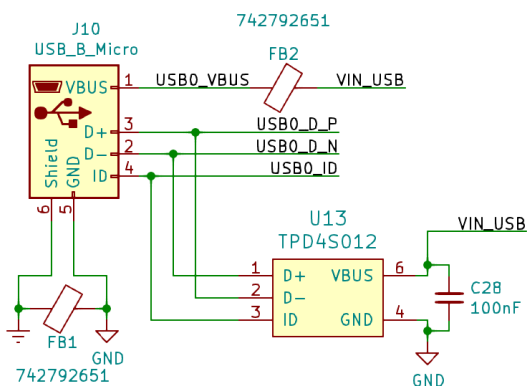 742792651
J10
USB_B_Micro
FB2
VBUS 1 USB0_VBUS VIN_USB
D+ 3 USB0_D_P
D- 2 USB0_D_N
ID 4 USB0_ID
Shield
GND
6
5
U13
TPD4S012
VIN_USB
1 D+ VBUS 6
2 D-
3 ID GND 4
C28
100nF
FB1
GND
742792651
GND